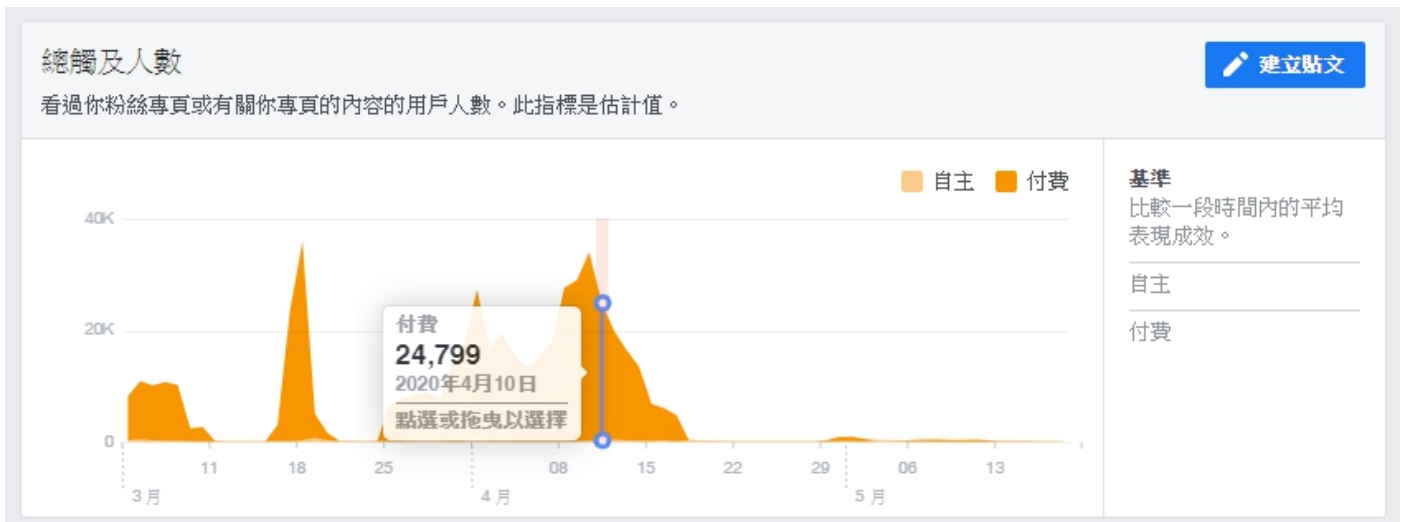 總觸及人數
建立貼文
看過你粉絲專頁或有關你專頁的內容的用戶人數。此指標是估計值。
自主
付費
基準
比較一段時間內的平均
表現成效。
自主
付費
40K
20K
0
付費
24,799
2020年4月10日
點選或拖曳以選擇
11 18 25 08 15 22 29 06 13
3月 4月 5月